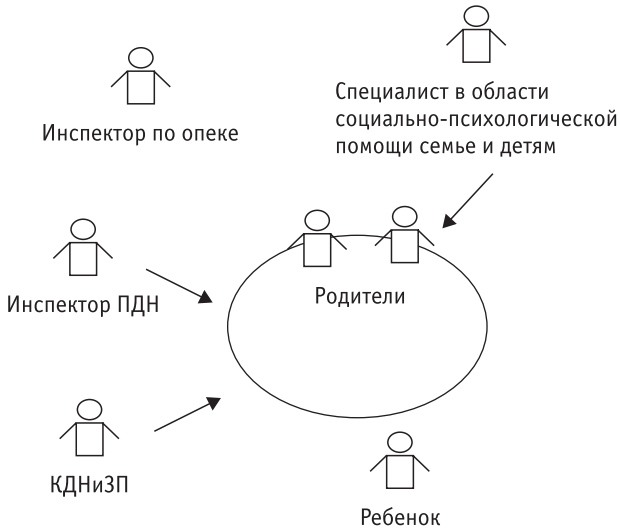 Инспектор по опеке
Специалист в области
социально-психологической
помощи семье и детям
Инспектор ПДН
Родители
КДНиЗП
Ребенок